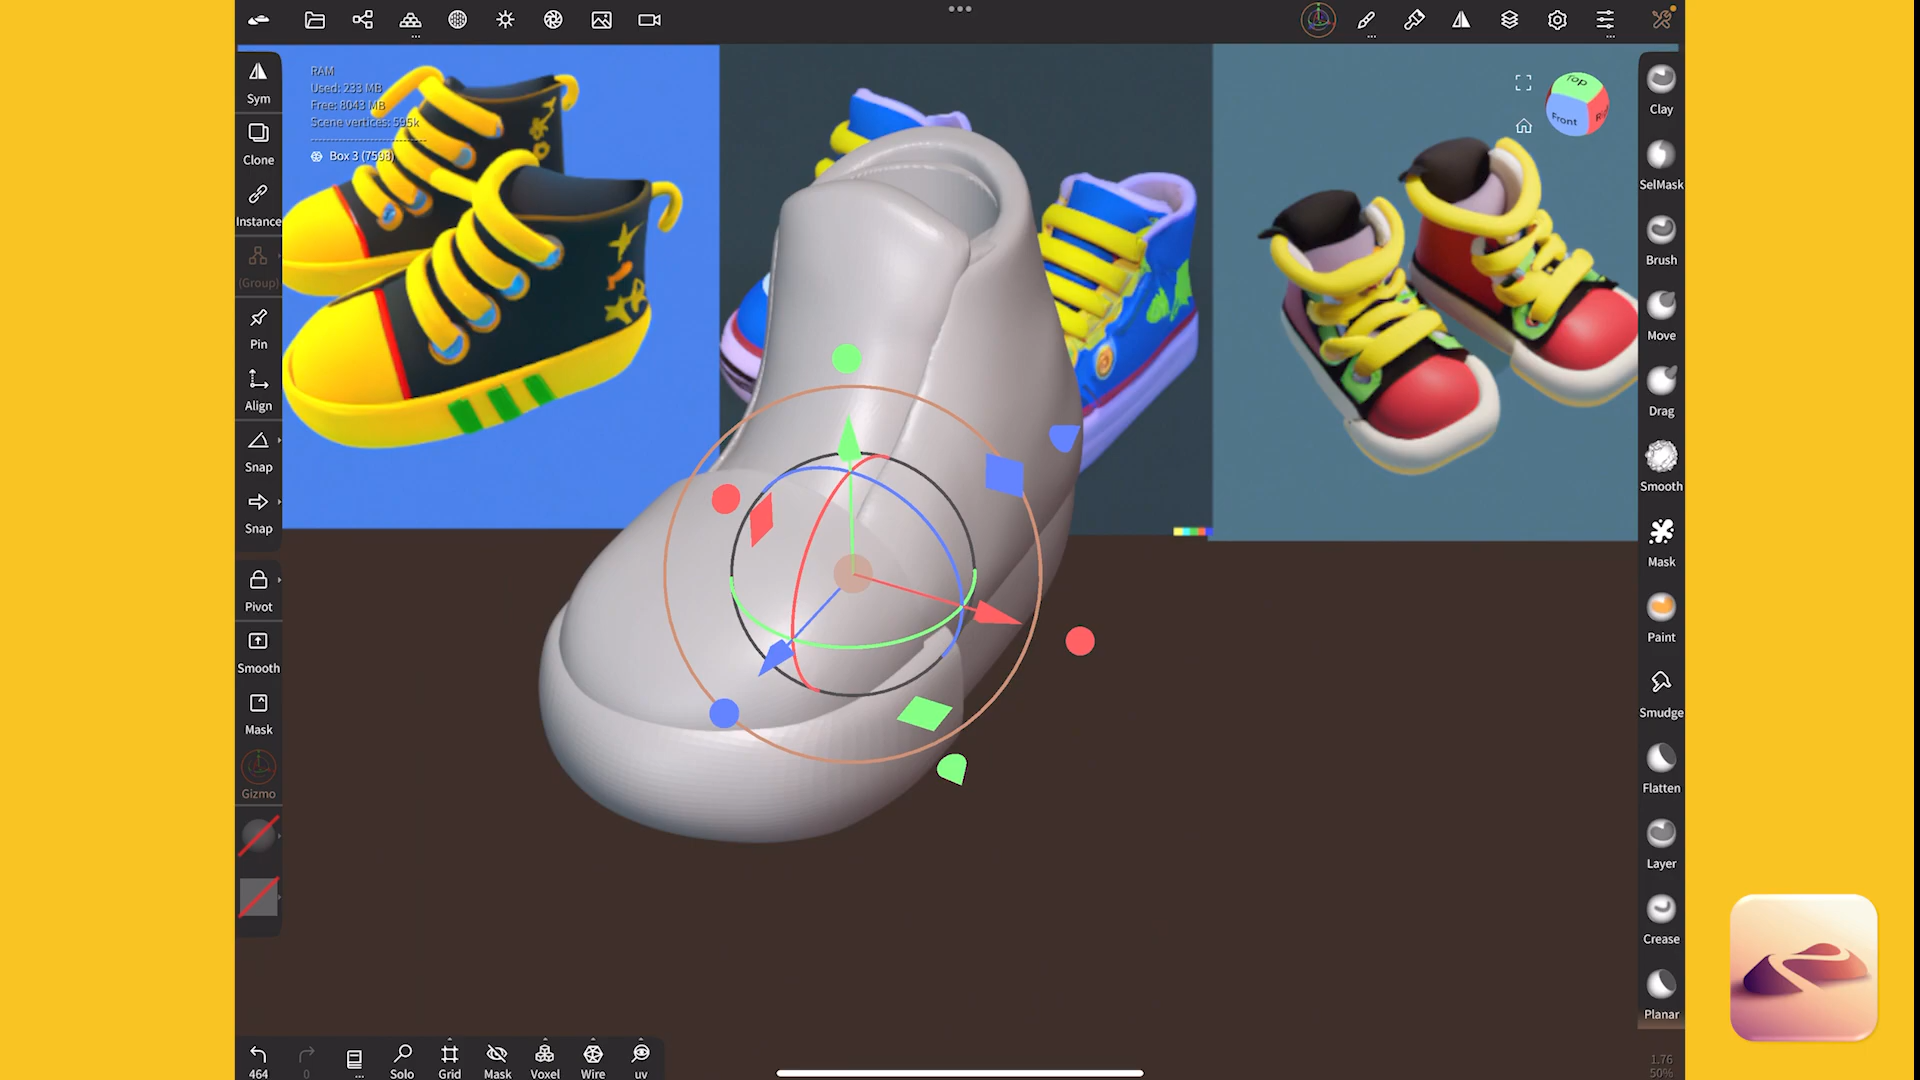 RAM
Used: 233 MB
Free: 8043 MB
Scene vertices: 595k
Box 3 (7598)
Sym
Clone
Instance
(Group)
Pin
Align
Snap
Snap
Pivot
Smooth
Mask
Gizmo
Top
Front
Clay
SelMask
Brush
Move
Drag
Smooth
Mask
Paint
Smudge
Flatten
Layer
Crease
Planar
464
0
Solo
Grid
Mask
Voxel
Wire
uv
1.76
50%